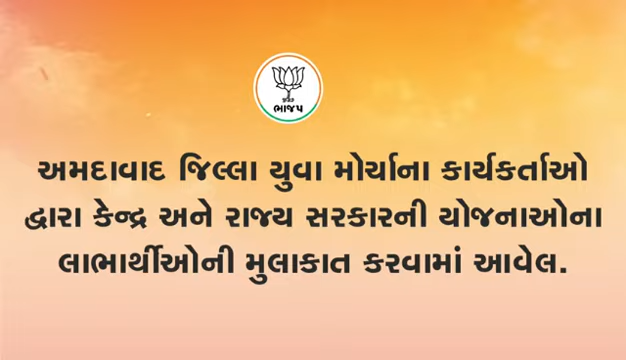 ભાજપ
અમદાવાદ જિલ્લા યુવા મોર્ચાના કાર્યકર્તાઓ
દ્વારા કેન્દ્ર અને રાજ્ય સરકારની યોજનાઓના
લાભાર્થીઓની મુલાકાત કરવામાં આવેલ.